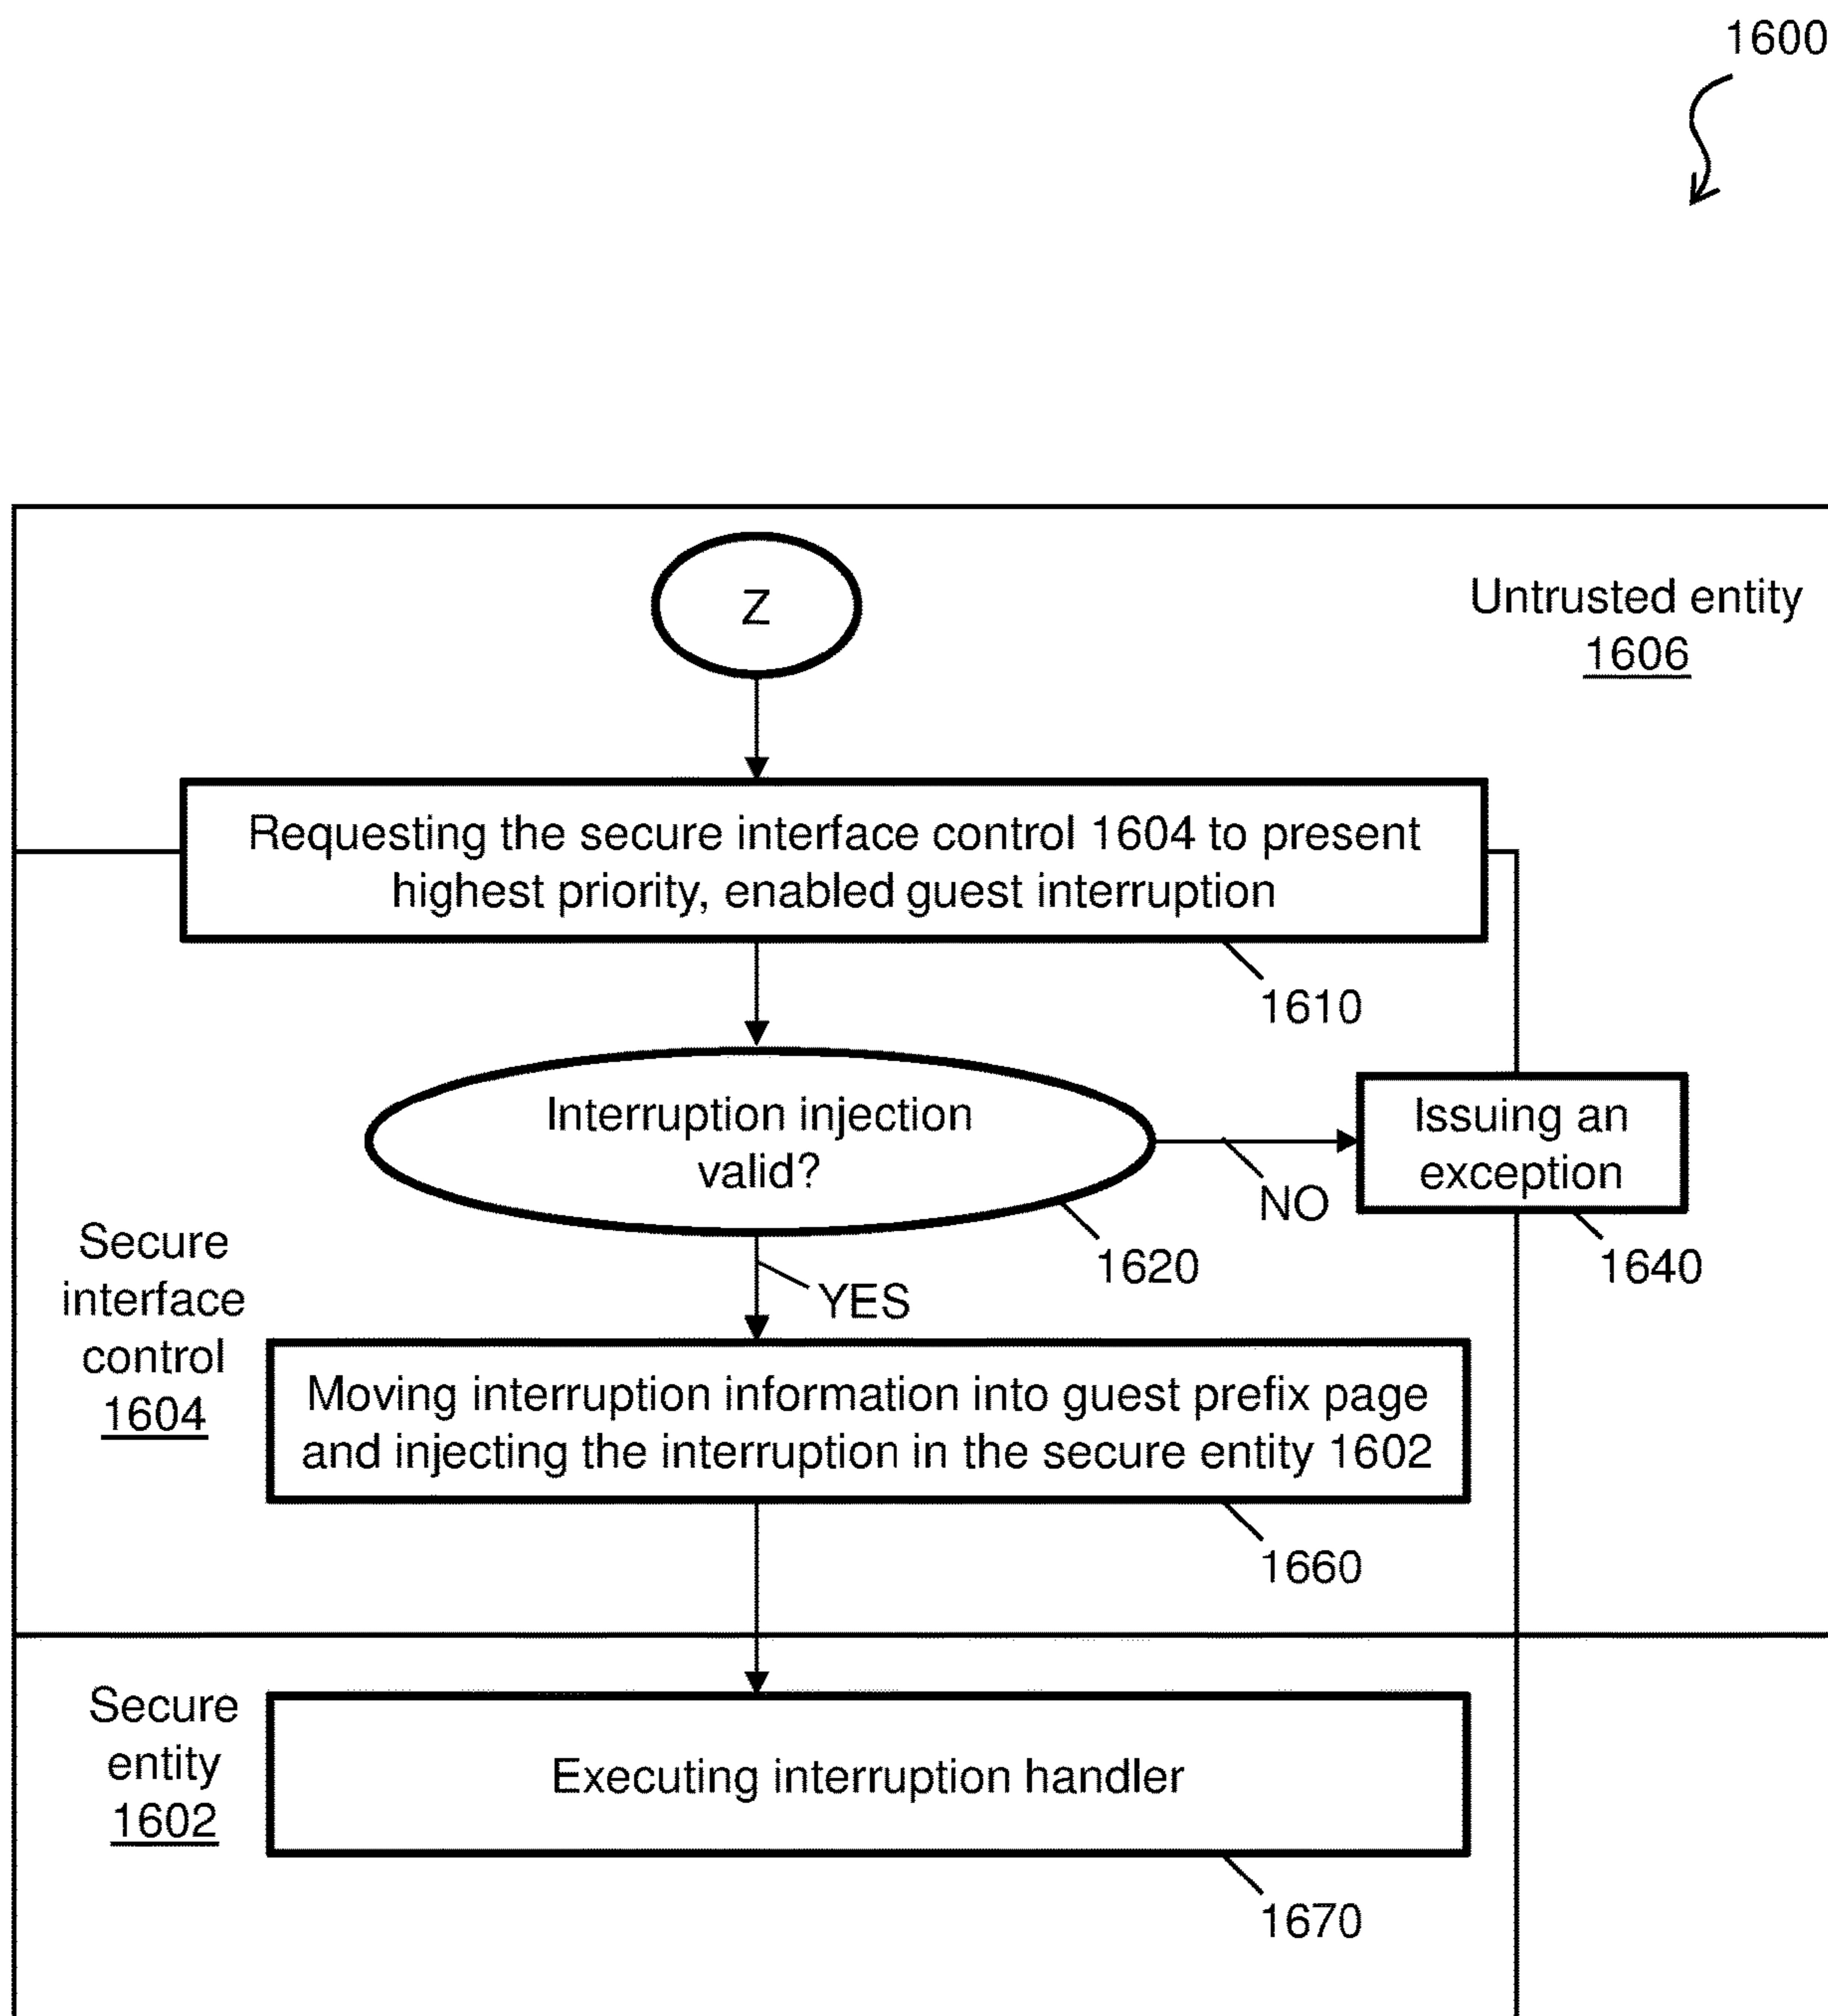 1600
Z
Untrusted entity
1606
Requesting the secure interface control 1604 to present
highest priority, enabled guest interruption
1610
Interruption injection
valid?
NO
Issuing an
exception
1620
1640
YES
Secure
interface
control
1604
Moving interruption information into guest prefix page
and injecting the interruption in the secure entity 1602
1660
Secure
entity
1602
Executing interruption handler
1670